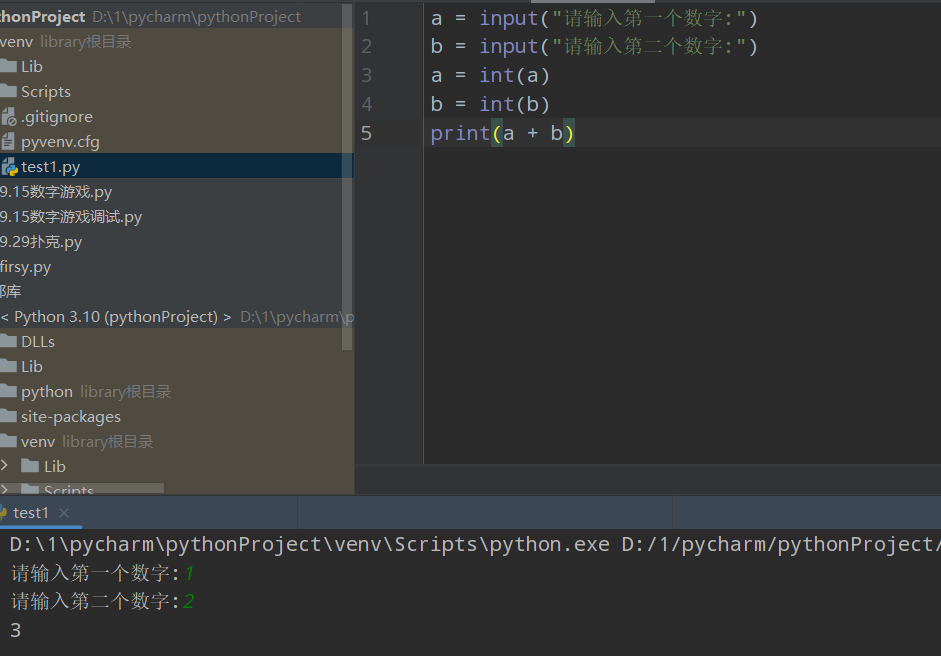 thonProject D:\1\pycharm\pythonProject
venv library根目录
Lib
Scripts
.gitignore
pyvenv.cfg
test1.py
9.15数字游戏.py
9.15数字游戏调试.py
9.29扑克.py
firsy.py
部库
< Python 3.10 (pythonProject) > D:\1\pycharm\p
DLLs
Lib
python library根目录
site-packages
venv library根目录
Lib
Scripts
1 a = input("请输入第一个数字:")
2 b = input("请输入第二个数字:")
3 a = int(a)
4 b = int(b)
5 print(a + b)
test1
D:\1\pycharm\pythonProject\venv\Scripts\python.exe D:/1/pycharm/pythonProject/
请输入第一个数字:1
请输入第二个数字:2
3